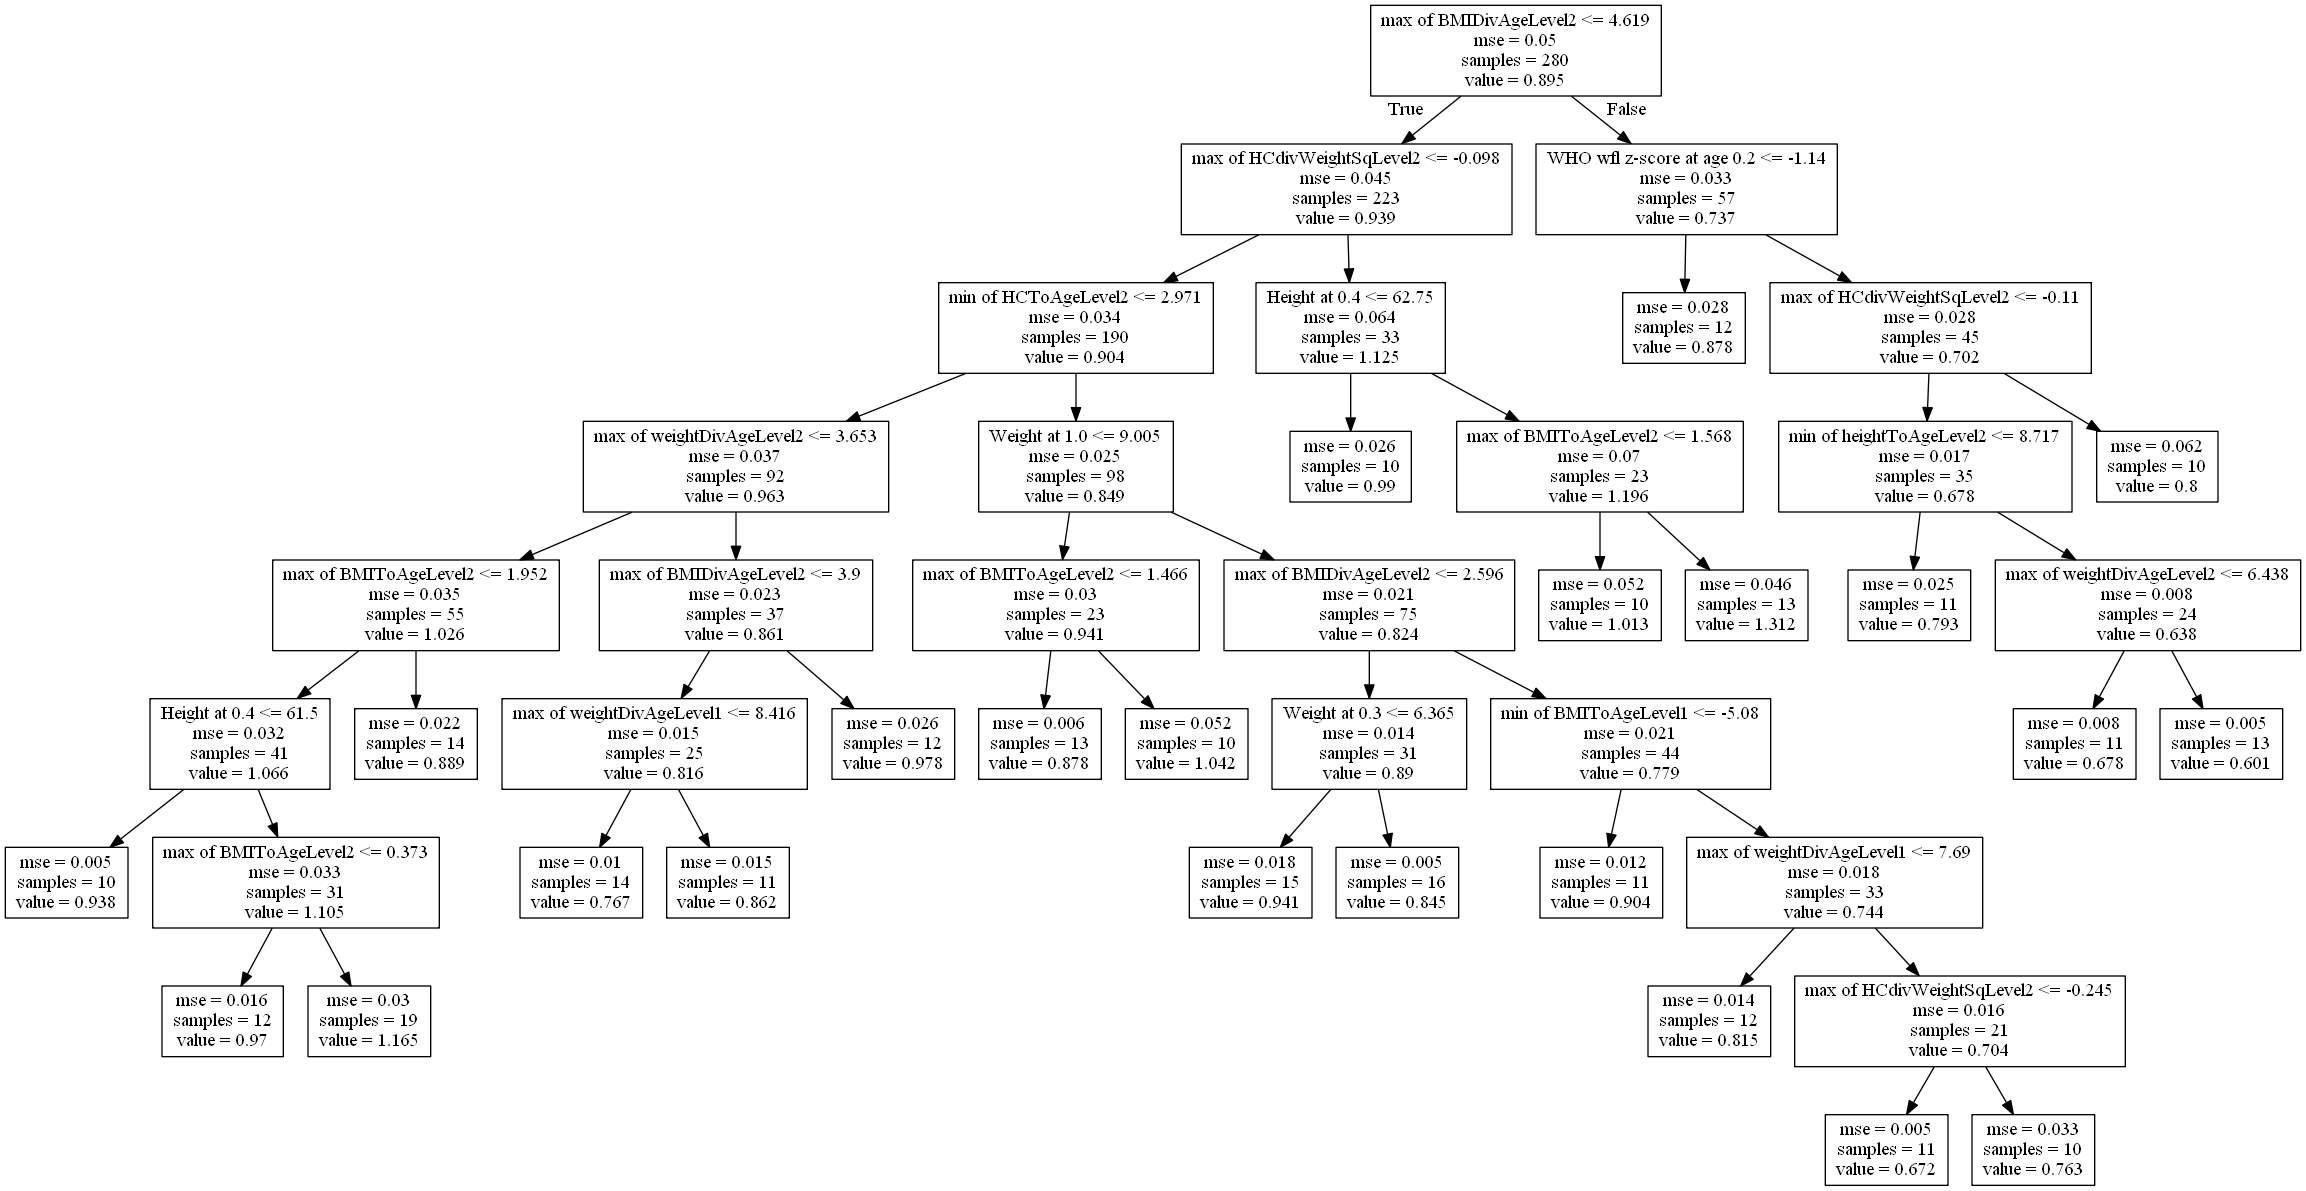 max of BMIDivAgeLevel2 <= 4.619
mse = 0.05
samples = 280
value = 0.895
True
False
max of HCdivWeightSqLevel2 <= -0.098
mse = 0.045
samples = 223
value = 0.939
WHO wfl z-score at age 0.2 <= -1.14
mse = 0.033
samples = 57
value = 0.737
min of HCToAgeLevel2 <= 2.971
mse = 0.034
samples = 190
value = 0.904
Height at 0.4 <= 62.75
mse = 0.064
samples = 33
value = 1.125
mse = 0.028
samples = 12
value = 0.878
max of HCdivWeightSqLevel2 <= -0.11
mse = 0.028
samples = 45
value = 0.702
max of weightDivAgeLevel2 <= 3.653
mse = 0.037
samples = 92
value = 0.963
Weight at 1.0 <= 9.005
mse = 0.025
samples = 98
value = 0.849
mse = 0.026
samples = 10
value = 0.99
max of BMIToAgeLevel2 <= 1.568
mse = 0.07
samples = 23
value = 1.196
min of heightToAgeLevel2 <= 8.717
mse = 0.017
samples = 35
value = 0.678
mse = 0.062
samples = 10
value = 0.8
max of BMIToAgeLevel2 <= 1.952
mse = 0.035
samples = 55
value = 1.026
max of BMIDivAgeLevel2 <= 3.9
mse = 0.023
samples = 37
value = 0.861
max of BMIToAgeLevel2 <= 1.466
mse = 0.03
samples = 23
value = 0.941
max of BMIDivAgeLevel2 <= 2.596
mse = 0.021
samples = 75
value = 0.824
mse = 0.052
samples = 10
value = 1.013
mse = 0.046
samples = 13
value = 1.312
mse = 0.025
samples = 11
value = 0.793
max of weightDivAgeLevel2 <= 6.438
mse = 0.008
samples = 24
value = 0.638
Height at 0.4 <= 61.5
mse = 0.032
samples = 41
value = 1.066
mse = 0.022
samples = 14
value = 0.889
max of weightDivAgeLevel1 <= 8.416
mse = 0.015
samples = 25
value = 0.816
mse = 0.026
samples = 12
value = 0.978
mse = 0.006
samples = 13
value = 0.878
mse = 0.052
samples = 10
value = 1.042
Weight at 0.3 <= 6.365
mse = 0.014
samples = 31
value = 0.89
min of BMIToAgeLevel1 <= -5.08
mse = 0.021
samples = 44
value = 0.779
mse = 0.008
samples = 11
value = 0.678
mse = 0.005
samples = 13
value = 0.601
mse = 0.005
samples = 10
value = 0.938
max of BMIToAgeLevel2 <= 0.373
mse = 0.033
samples = 31
value = 1.105
mse = 0.01
samples = 14
value = 0.767
mse = 0.015
samples = 11
value = 0.862
mse = 0.018
samples = 15
value = 0.941
mse = 0.005
samples = 16
value = 0.845
mse = 0.012
samples = 11
value = 0.904
max of weightDivAgeLevel1 <= 7.69
mse = 0.018
samples = 33
value = 0.744
mse = 0.016
samples = 12
value = 0.97
mse = 0.03
samples = 19
value = 1.165
mse = 0.014
samples = 12
value = 0.815
max of HCdivWeightSqLevel2 <= -0.245
mse = 0.016
samples = 21
value = 0.704
mse = 0.005
samples = 11
value = 0.672
mse = 0.033
samples = 10
value = 0.763